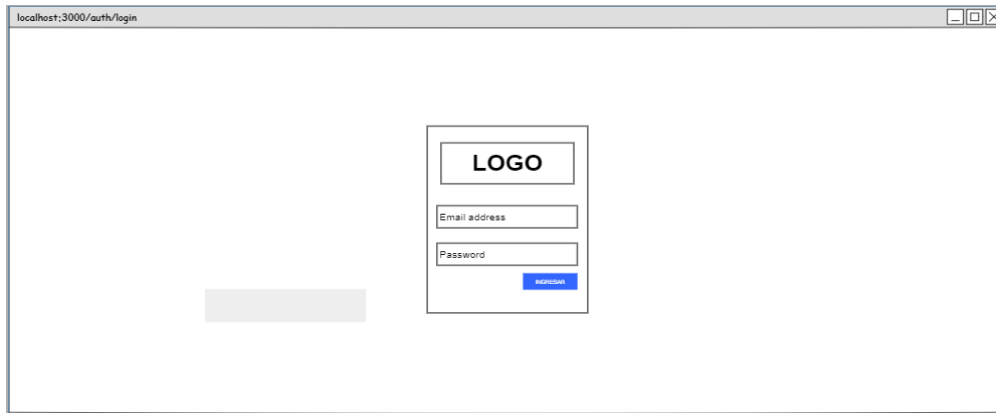 localhost:3000/auth/login
LOGO
Email address
Password
INGRESAR